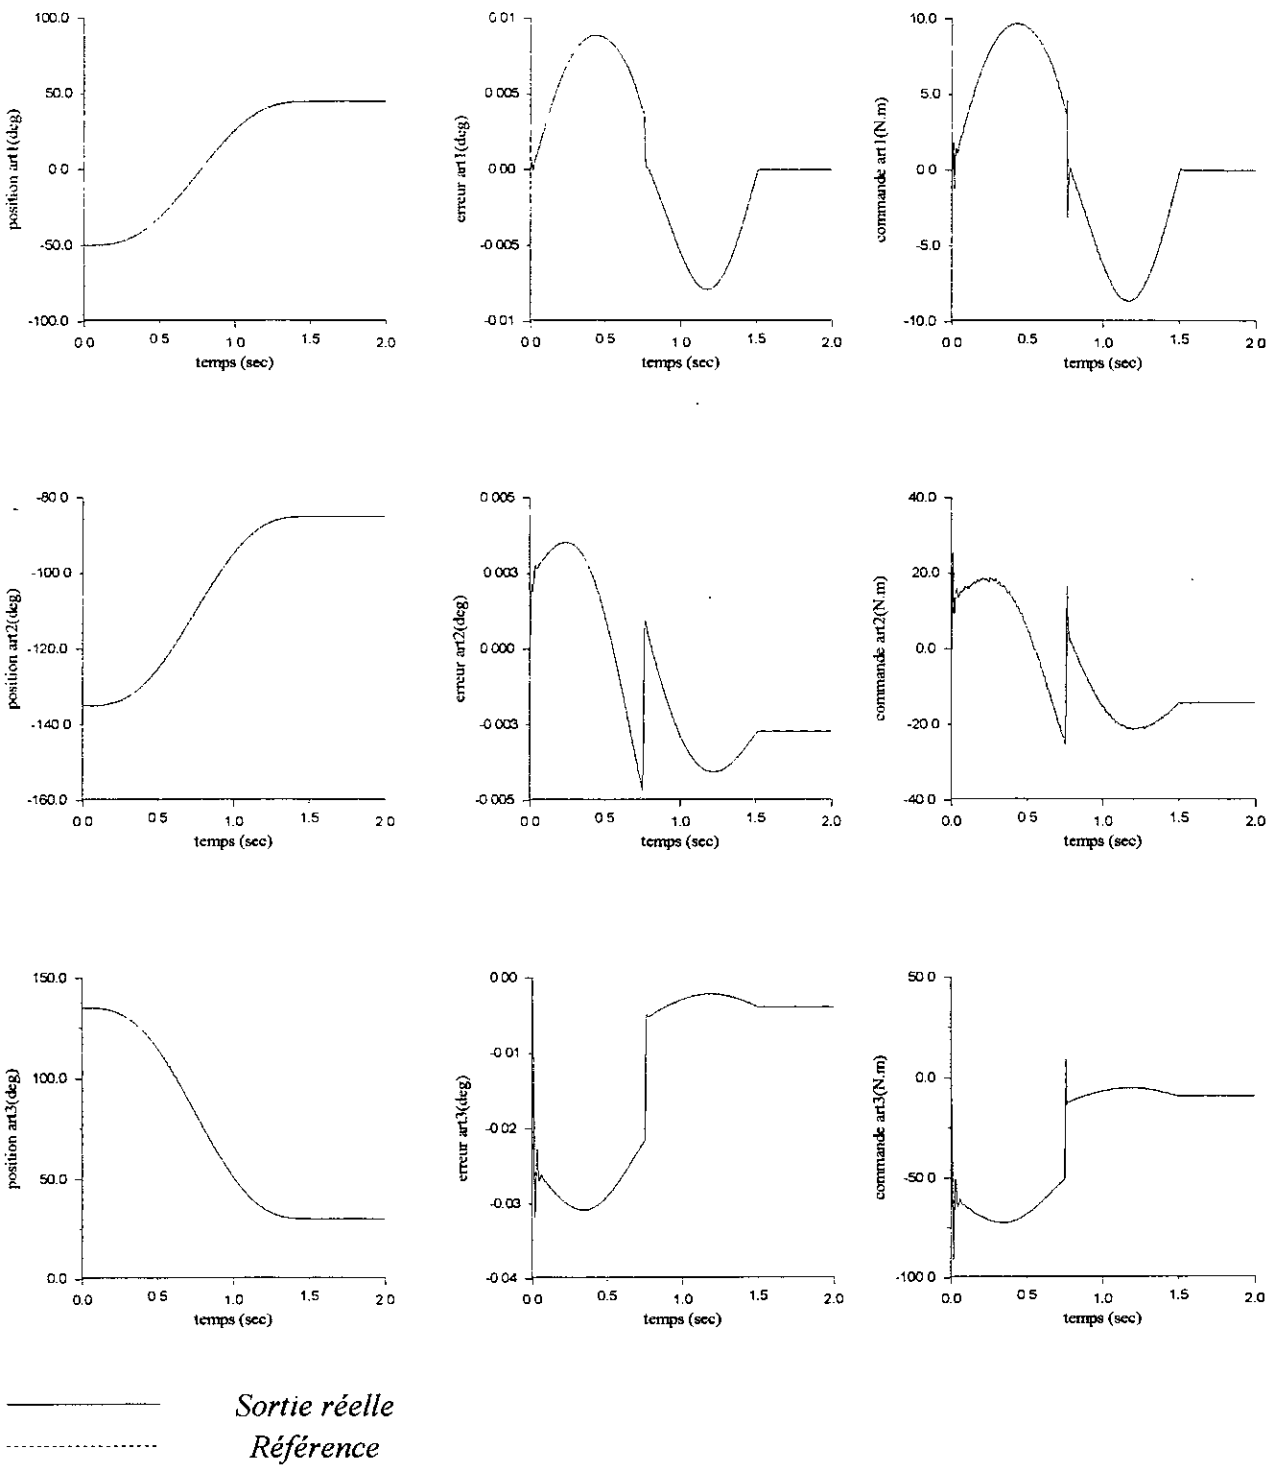 100.0
50.0
0.0
-50.0
-100.0
position art1(deg)
0.0 0.5 1.0 1.5 2.0
temps (sec)
0.01
0.005
0.00
-0.005
-0.01
erreur art1(deg)
0.0 0.5 1.0 1.5 2.0
temps (sec)
10.0
5.0
0.0
-5.0
-10.0
commande art1(N.m)
0.0 0.5 1.0 1.5 2.0
temps (sec)
-80.0
-100.0
-120.0
-140.0
-160.0
position art2(deg)
0.0 0.5 1.0 1.5 2.0
temps (sec)
0.005
0.003
0.000
-0.003
-0.005
erreur art2(deg)
0.0 0.5 1.0 1.5 2.0
temps (sec)
40.0
20.0
0.0
-20.0
-40.0
commande art2(N.m)
0.0 0.5 1.0 1.5 2.0
temps (sec)
150.0
100.0
50.0
0.0
position art3(deg)
0.0 0.5 1.0 1.5 2.0
temps (sec)
0.00
-0.01
-0.02
-0.03
-0.04
erreur art3(deg)
0.0 0.5 1.0 1.5 2.0
temps (sec)
50.0
0.0
-50.0
-100.0
commande art3(N.m)
0.0 0.5 1.0 1.5 2.0
temps (sec)
Sortie réelle
Référence